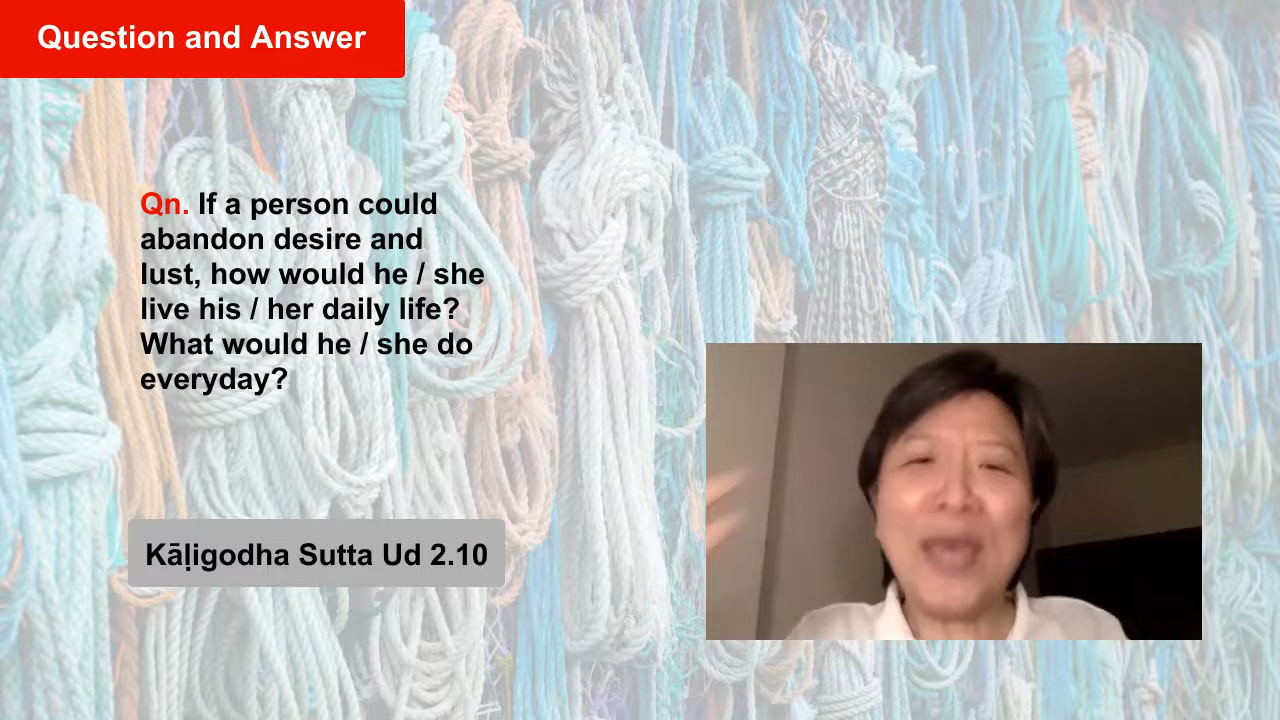 Question and Answer
Qn. If a person could
abandon desire and
lust, how would he / she
live his / her daily life?
What would he / she do
everyday?
Kāḷigodha Sutta Ud 2.10